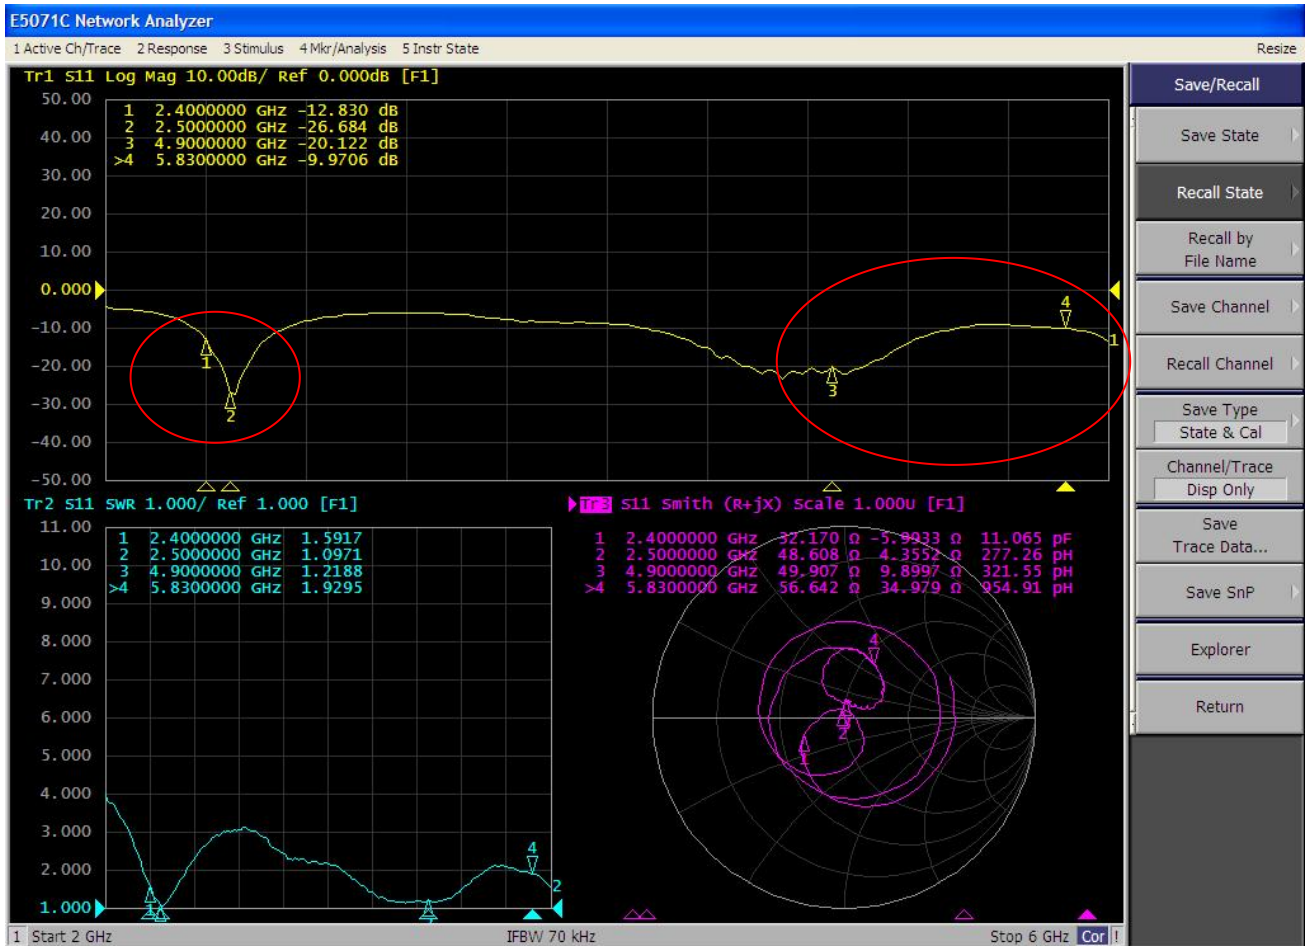 E5071C Network Analyzer
1 Active Ch/Trace 2 Response 3 Stimulus 4 Mkr/Analysis 5 Instr State Resize
Tr1 S11 Log Mag 10.00dB/ Ref 0.000dB [F1]
50.00
1 2.4000000 GHz -12.830 dB
2 2.5000000 GHz -26.684 dB
3 4.9000000 GHz -20.122 dB
>4 5.8300000 GHz -9.9706 dB
40.00
30.00
20.00
10.00
0.000
-10.00
-20.00
-30.00
-40.00
-50.00
1
2
3
4
1
Tr2 S11 SWR 1.000/ Ref 1.000 [F1]
11.00
1 2.4000000 GHz 1.5917
2 2.5000000 GHz 1.0971
3 4.9000000 GHz 1.2188
>4 5.8300000 GHz 1.9295
10.00
9.000
8.000
7.000
6.000
5.000
4.000
3.000
2.000
1.000
1
4
2
Tr3 S11 Smith (R+jX) Scale 1.000U [F1]
1 2.4000000 GHz 32.170 Ω -5.9933 Ω 11.065 pF
2 2.5000000 GHz 48.608 Ω 4.3552 Ω 277.26 pH
3 4.9000000 GHz 49.907 Ω 9.8997 Ω 321.55 pH
>4 5.8300000 GHz 56.642 Ω 34.979 Ω 954.91 pH
4
2
1
1 Start 2 GHz IFBW 70 kHz Stop 6 GHz Cor !
Save/Recall
Save State
Recall State
Recall by
File Name
Save Channel
Recall Channel
Save Type
State & Cal
Channel/Trace
Disp Only
Save
Trace Data...
Save SnP
Explorer
Return